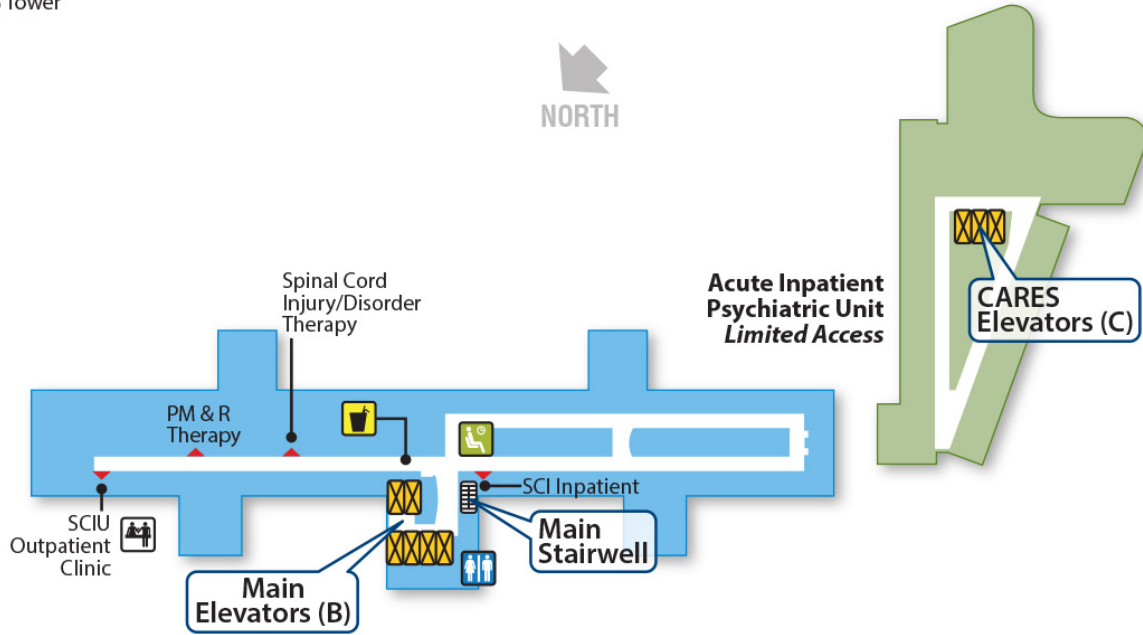 Tower
NORTH
Spinal Cord
Injury/Disorder
Therapy
Acute Inpatient
Psychiatric Unit
Limited Access
CARES
Elevators (C)
PM & R
Therapy
SCI Inpatient
SCIU
Outpatient
Clinic
Main
Stairwell
Main
Elevators (B)